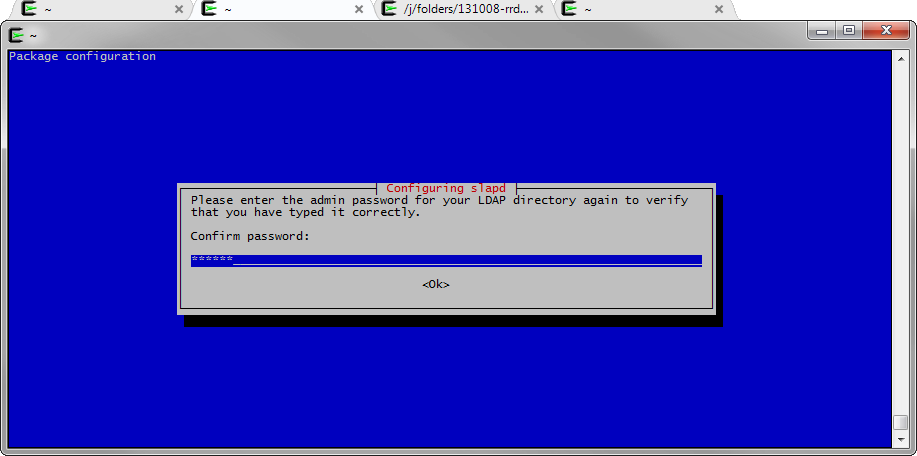 ~
~
/j/folders/131008-rrd...
~
~
Package configuration
Configuring slapd
Please enter the admin password for your LDAP directory again to verify
that you have typed it correctly.
Confirm password:
******
<Ok>